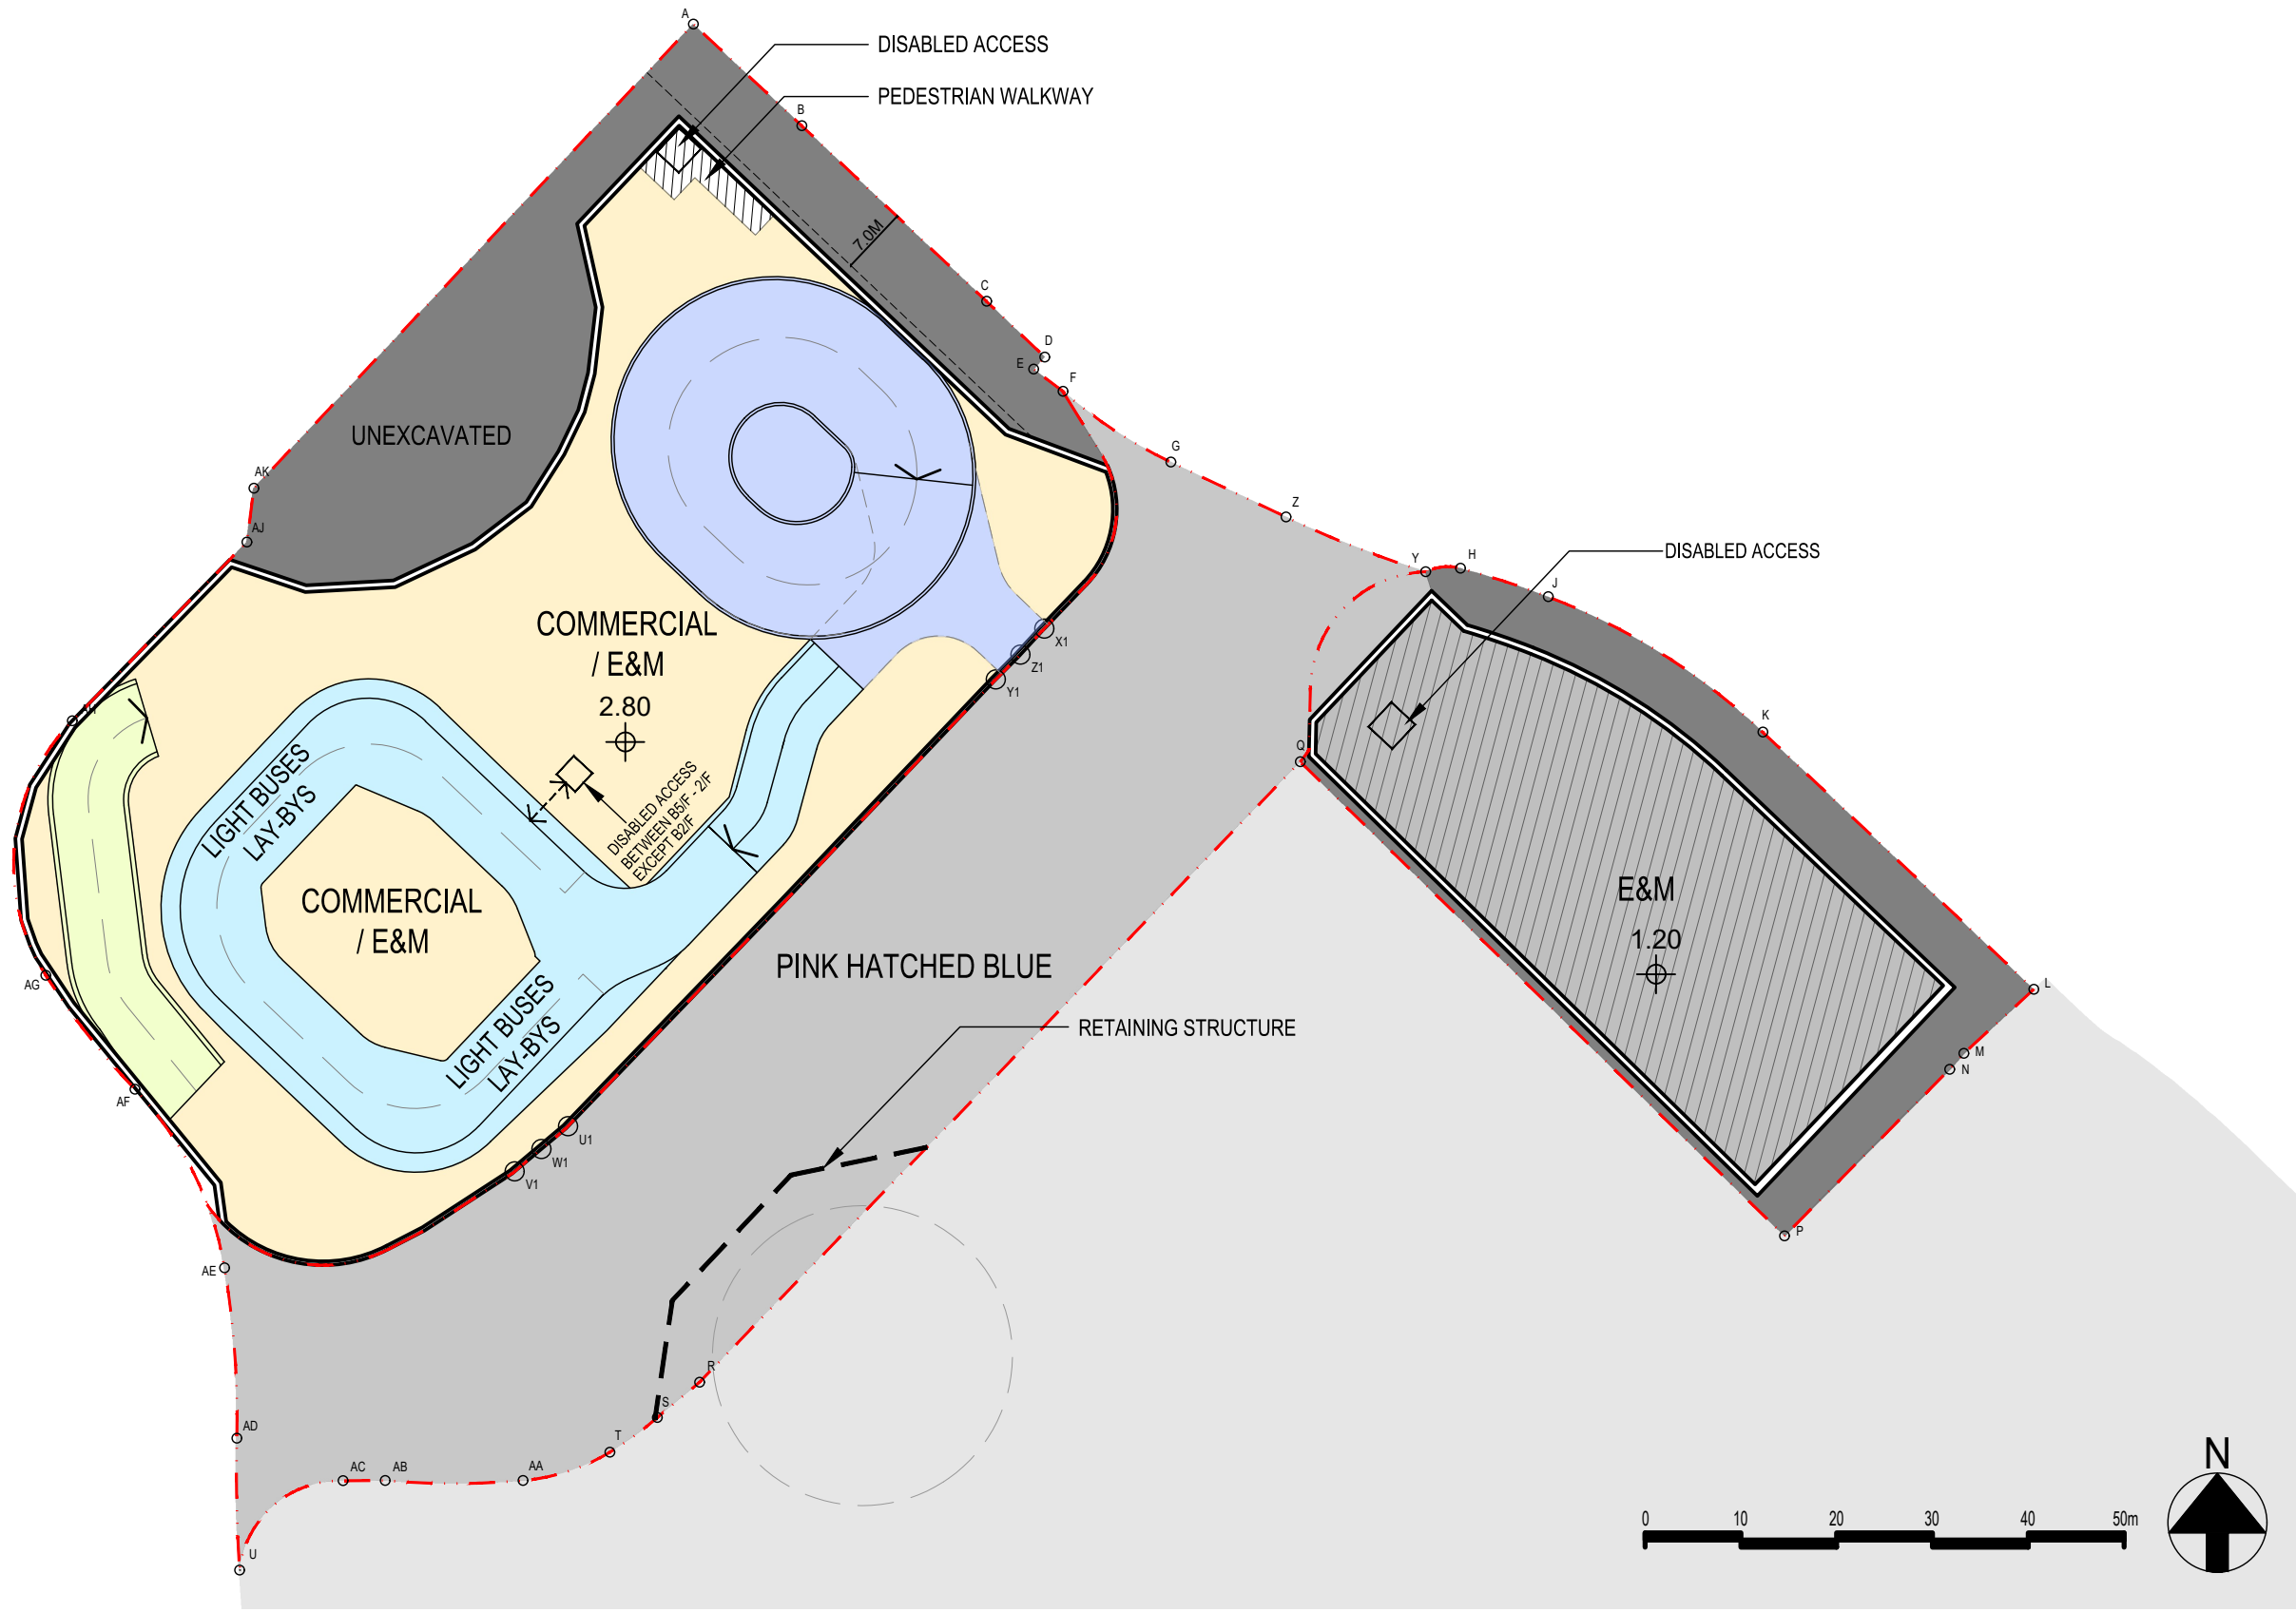 A
DISABLED ACCESS
PEDESTRIAN WALKWAY
B
7.0M
C
D
E
F
UNEXCAVATED
G
AK
Z
AJ
Y
H
DISABLED ACCESS
J
COMMERCIAL
/ E&M
2.80
X1
Z1
Y1
AH
K
Q
LIGHT BUSES
LAY-BYS
DISABLED ACCESS
BETWEEN B5/F - 2/F
EXCEPT B2/F
COMMERCIAL
/ E&M
E&M
1.20
PINK HATCHED BLUE
AG
L
LIGHT BUSES
LAY-BYS
RETAINING STRUCTURE
M
N
AF
U1
W1
V1
P
AE
R
S
AD
T
AC
AB
AA
U
N
0 10 20 30 40 50m